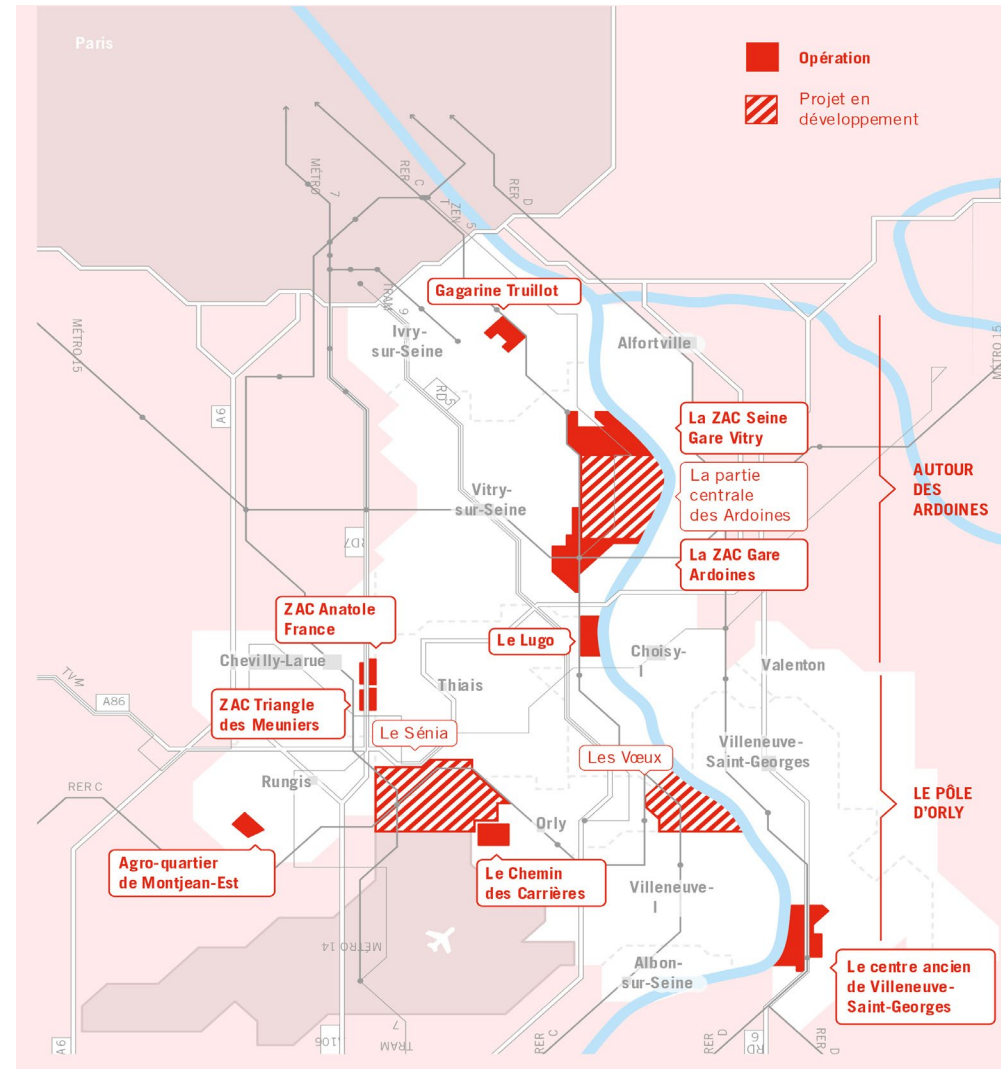 Paris
Opération
Projet en
développement
MÉTRO 7
RER C
ZEN
T
5
RER D
TRAM 9
Gagarine Truillot
Ivry-
sur-Seine
Alfortville
MÉTRO 15
MÉTRO 15
A6
RD5
La ZAC Seine
Gare Vitry
La partie
centrale
des Ardoines
La ZAC Gare
Ardoines
AUTOUR
DES
ARDOINES
Vitry-
sur-Seine
RD7
ZAC Anatole
France
Le Lugo
Choisy-
l
Valenton
Chevilly-Larue
Thiais
TVM
A86
ZAC Triangle
des Meuniers
Le Sénia
Les Vœux
Villeneuve-
Saint-Georges
Rungis
RER C
LE PÔLE
D'ORLY
Orly
Agro-quartier
de Montjean-Est
Le Chemin
des Carrières
Villeneuve-
l
MÉTRO 14
Albon-
sur-Seine
Le centre ancien
de Villeneuve-
Saint-Georges
A6
A106
TRAM 7
RER C
RER D
RD
6
RER D